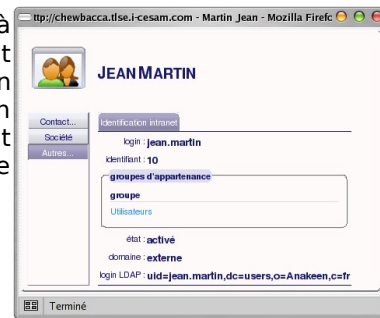 à
t
n
n
t
e
ttp://chewbacca.tlse.i-cesam.com - Martin Jean - Mozilla Firefo
JEAN MARTIN
Contact...
Société
Autres...
Identification intranet
login : jean.martin
identifiant : 10
groupes d'appartenance
groupe
Utilisateurs
état : activé
domaine : externe
login LDAP : uid=jean.martin,dc=users,o=Anakeen,c=fr
Terminé